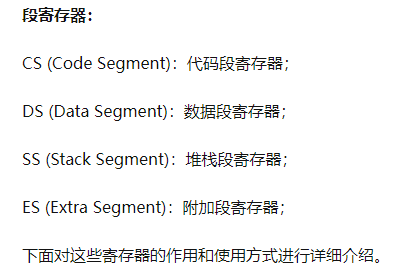 段寄存器：
CS (Code Segment)：代码段寄存器；
DS (Data Segment)：数据段寄存器；
SS (Stack Segment)：堆栈段寄存器；
ES (Extra Segment)：附加段寄存器；
下面对这些寄存器的作用和使用方式进行详细介绍。